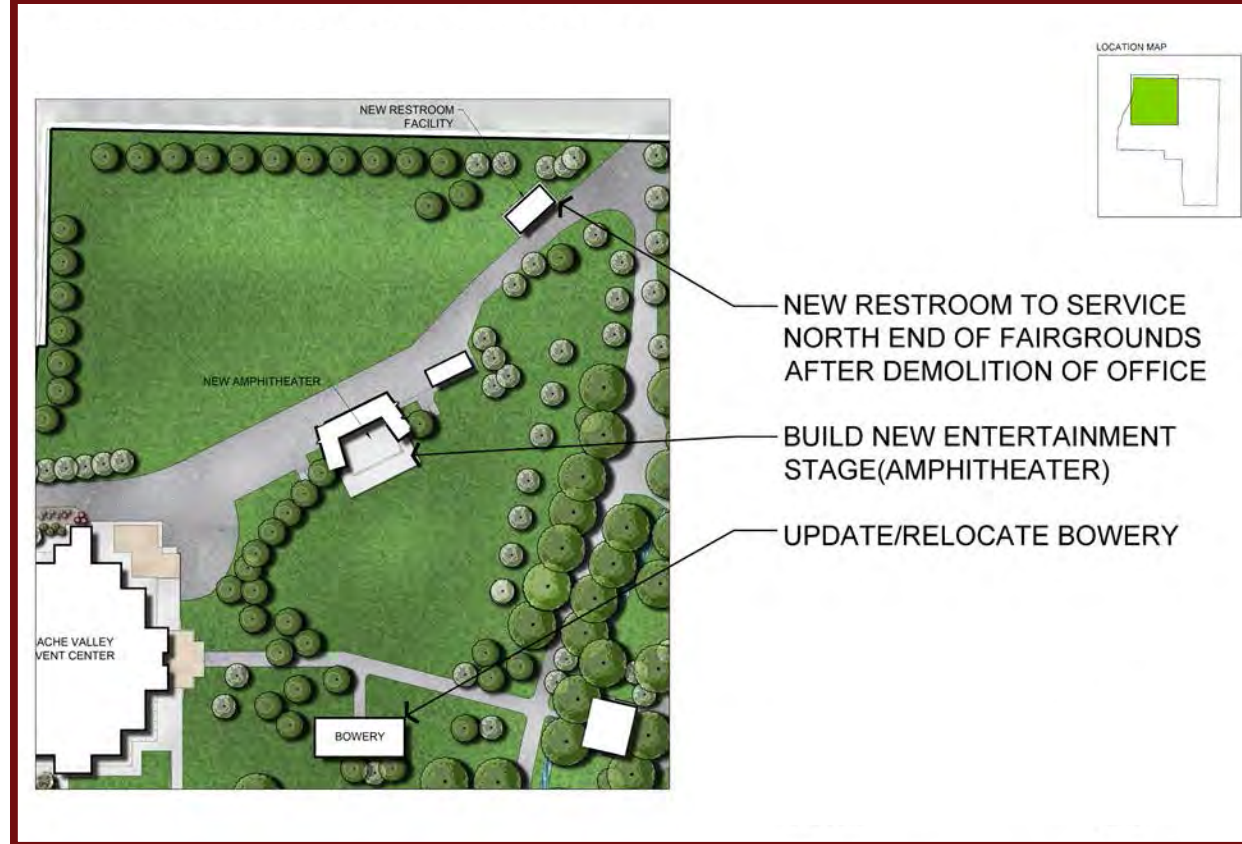 LOCATION MAP
NEW RESTROOM
FACILITY
NEW AMPHITHEATER
NEW RESTROOM TO SERVICE
NORTH END OF FAIRGROUNDS
AFTER DEMOLITION OF OFFICE
BUILD NEW ENTERTAINMENT
STAGE(AMPHITHEATER)
UPDATE/RELOCATE BOWERY
ACHE VALLEY
VENT CENTER
BOWERY